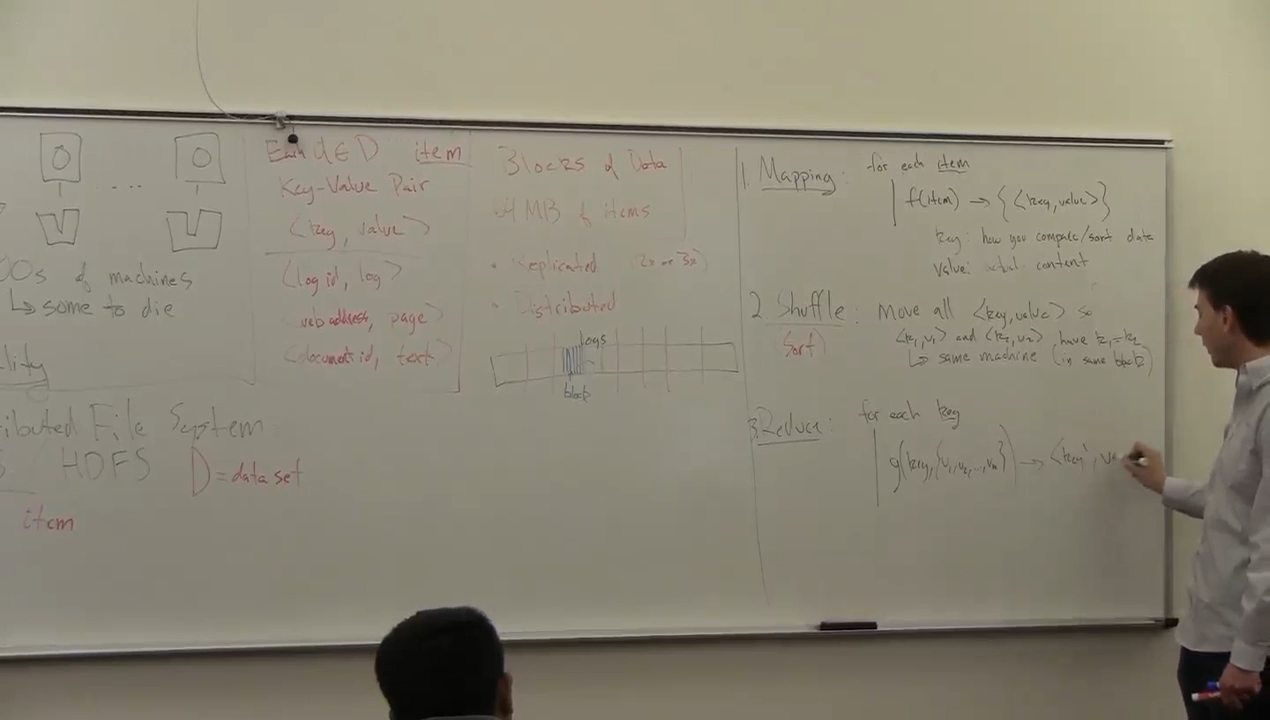 00s of machines
↳ some to die
lity
ributed File System
S / HDFS D = data set
item
Each d ∈ D item
Key-Value Pair
<key, value>
<log id, log>
web address, page>
<document id, text>
Blocks of Data
64 MB of items
• Replicated (2x or 3x)
• Distributed
logs
block
1. Mapping: for each item
f(item) → {<key, value>}
key: how you compare/sort data
value: actual content
2 Shuffle: Move all <key, value> so
(sort) <k1, v1> and <k2, v2> have k1 = k2
↳ same machine (in same block)
3. Reduce: for each key
g(key, {v1, v2, ..., vn}) → <key', va